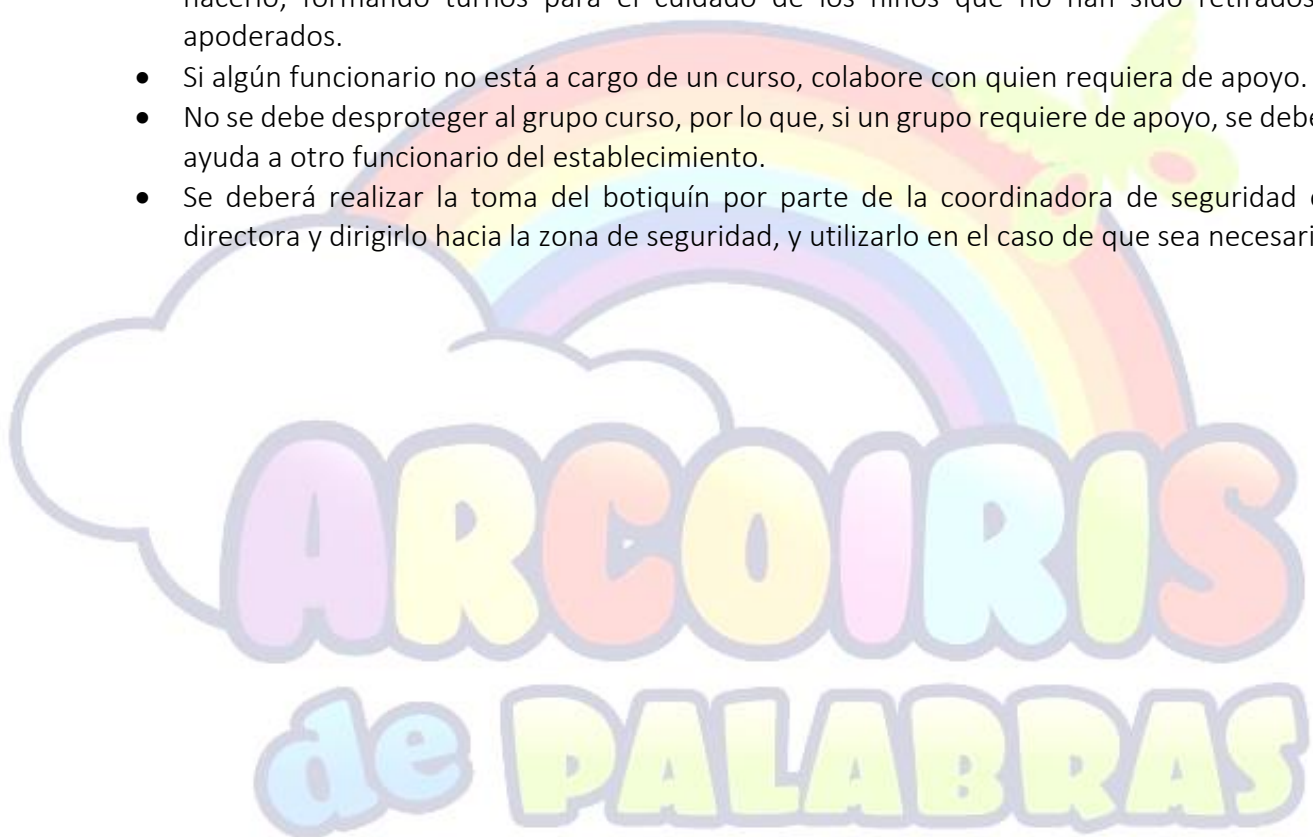 hacerlo, formando turnos para el cuidado de los niños que no han sido retirados
apoderados.
• Si algún funcionario no está a cargo de un curso, colabore con quien requiera de apoyo.
• No se debe desproteger al grupo curso, por lo que, si un grupo requiere de apoyo, se debe
ayuda a otro funcionario del establecimiento.
• Se deberá realizar la toma del botiquín por parte de la coordinadora de seguridad
directora y dirigirlo hacia la zona de seguridad, y utilizarlo en el caso de que sea
ARCOIRIS
de PALABRAS